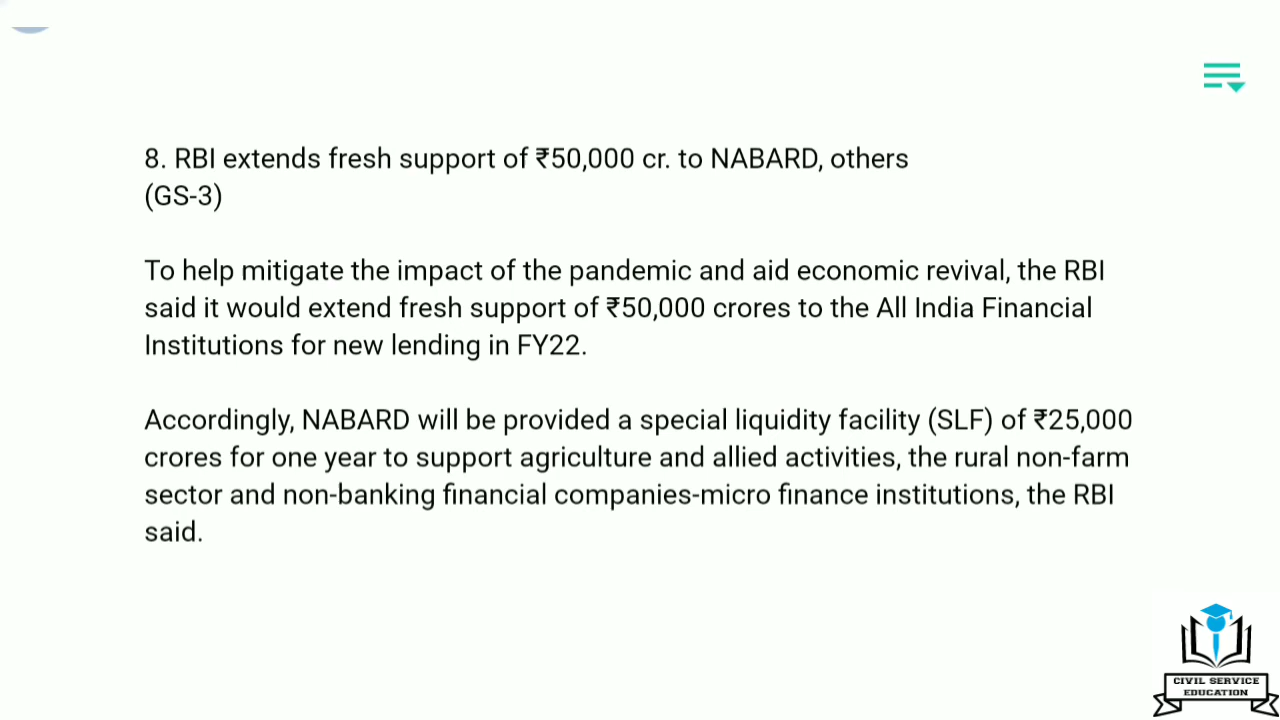 8. RBI extends fresh support of ₹50,000 cr. to NABARD, others
(GS-3)
To help mitigate the impact of the pandemic and aid economic revival, the RBI
said it would extend fresh support of ₹50,000 crores to the All India Financial
Institutions for new lending in FY22.
Accordingly, NABARD will be provided a special liquidity facility (SLF) of ₹25,000
crores for one year to support agriculture and allied activities, the rural non-farm
sector and non-banking financial companies-micro finance institutions, the RBI
said.
CIVIL SERVICE
EDUCATION